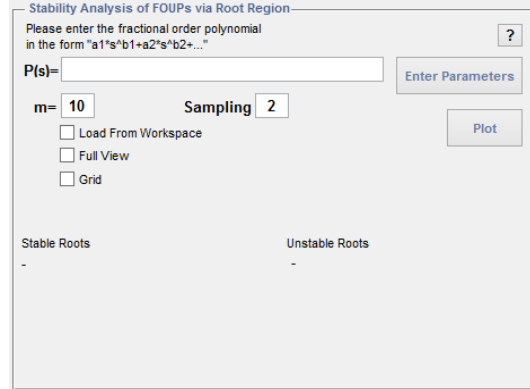 Stability Analysis of FOUPs via Root Region
Please enter the fractional order polynomial
in the form "a1*s^b1+a2*s^b2+..."
?
P(s)=
Enter Parameters
m= 10 Sampling 2
Plot
Load From Workspace
Full View
Grid
Stable Roots Unstable Roots
- -